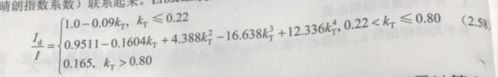 晴朗指数系数）联系起来。
1.0-0.09k_T, k_T ≤0.22
I_d/I = { 0.9511-0.1604k_T + 4.388k_T^2 -16.638k_T^3 +12.336k_T^4, 0.22 < k_T ≤ 0.80 (2.58
0.165, k_T >0.80